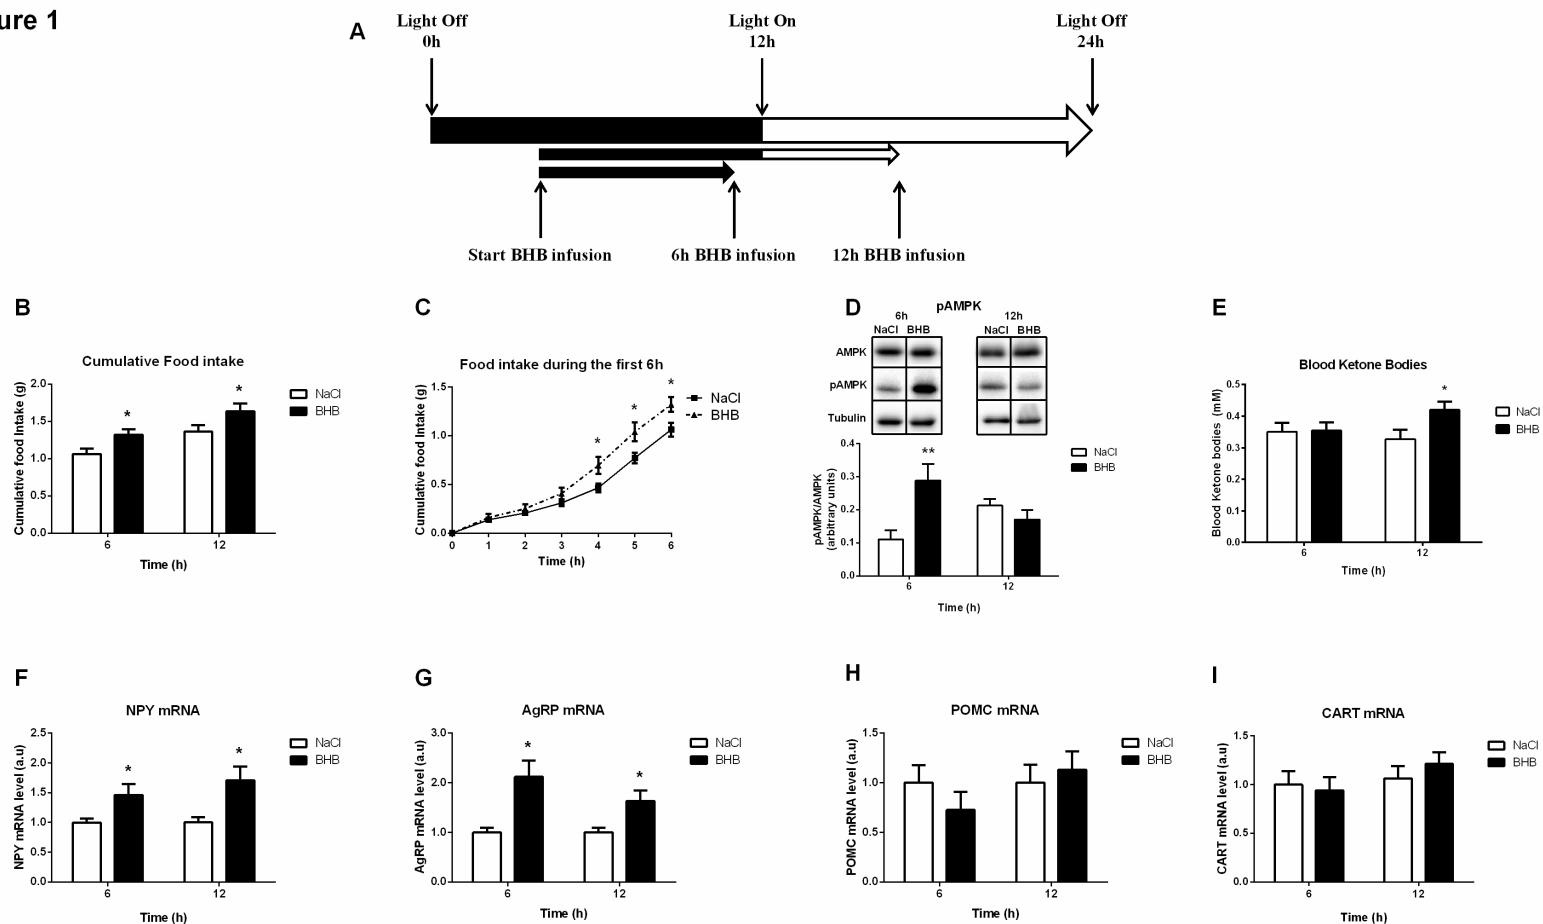 ure 1
A
Light Off
0h
Light On
12h
Light Off
24h
Start BHB infusion
6h BHB infusion
12h BHB infusion
B
Cumulative Food intake
Cumulative food Intake (g)
2.0
1.5
1.0
0.5
0.0
6
12
Time (h)
NaCl
BHB
*
*
C
Food intake during the first 6h
Cumulative food Intake (g)
1.5
1.0
0.5
0.0
0
1
2
3
4
5
6
Time (h)
NaCl
BHB
*
*
*
D
pAMPK
6h
12h
NaCl BHB
NaCl BHB
AMPK
pAMPK
Tubulin
pAMPK/AMPK
(arbitrary units)
0.4
0.3
0.2
0.1
0.0
**
6
12
Time (h)
NaCl
BHB
E
Blood Ketone Bodies
Blood Ketone bodies (mM)
0.5
0.4
0.3
0.2
0.1
0.0
*
6
12
Time (h)
NaCl
BHB
F
NPY mRNA
NPY mRNA level (a.u)
2.5
2.0
1.5
1.0
0.5
0.0
*
*
6
12
Time (h)
NaCl
BHB
G
AgRP mRNA
AgRP mRNA level (a.u)
3.0
2.0
1.0
0.0
*
*
6
12
Time (h)
NaCl
BHB
H
POMC mRNA
POMC mRNA level (a.u)
1.5
1.0
0.5
0.0
6
12
Time (h)
NaCl
BHB
I
CART mRNA
CART mRNA level (a.u)
1.5
1.0
0.5
0.0
6
12
Time (h)
NaCl
BHB